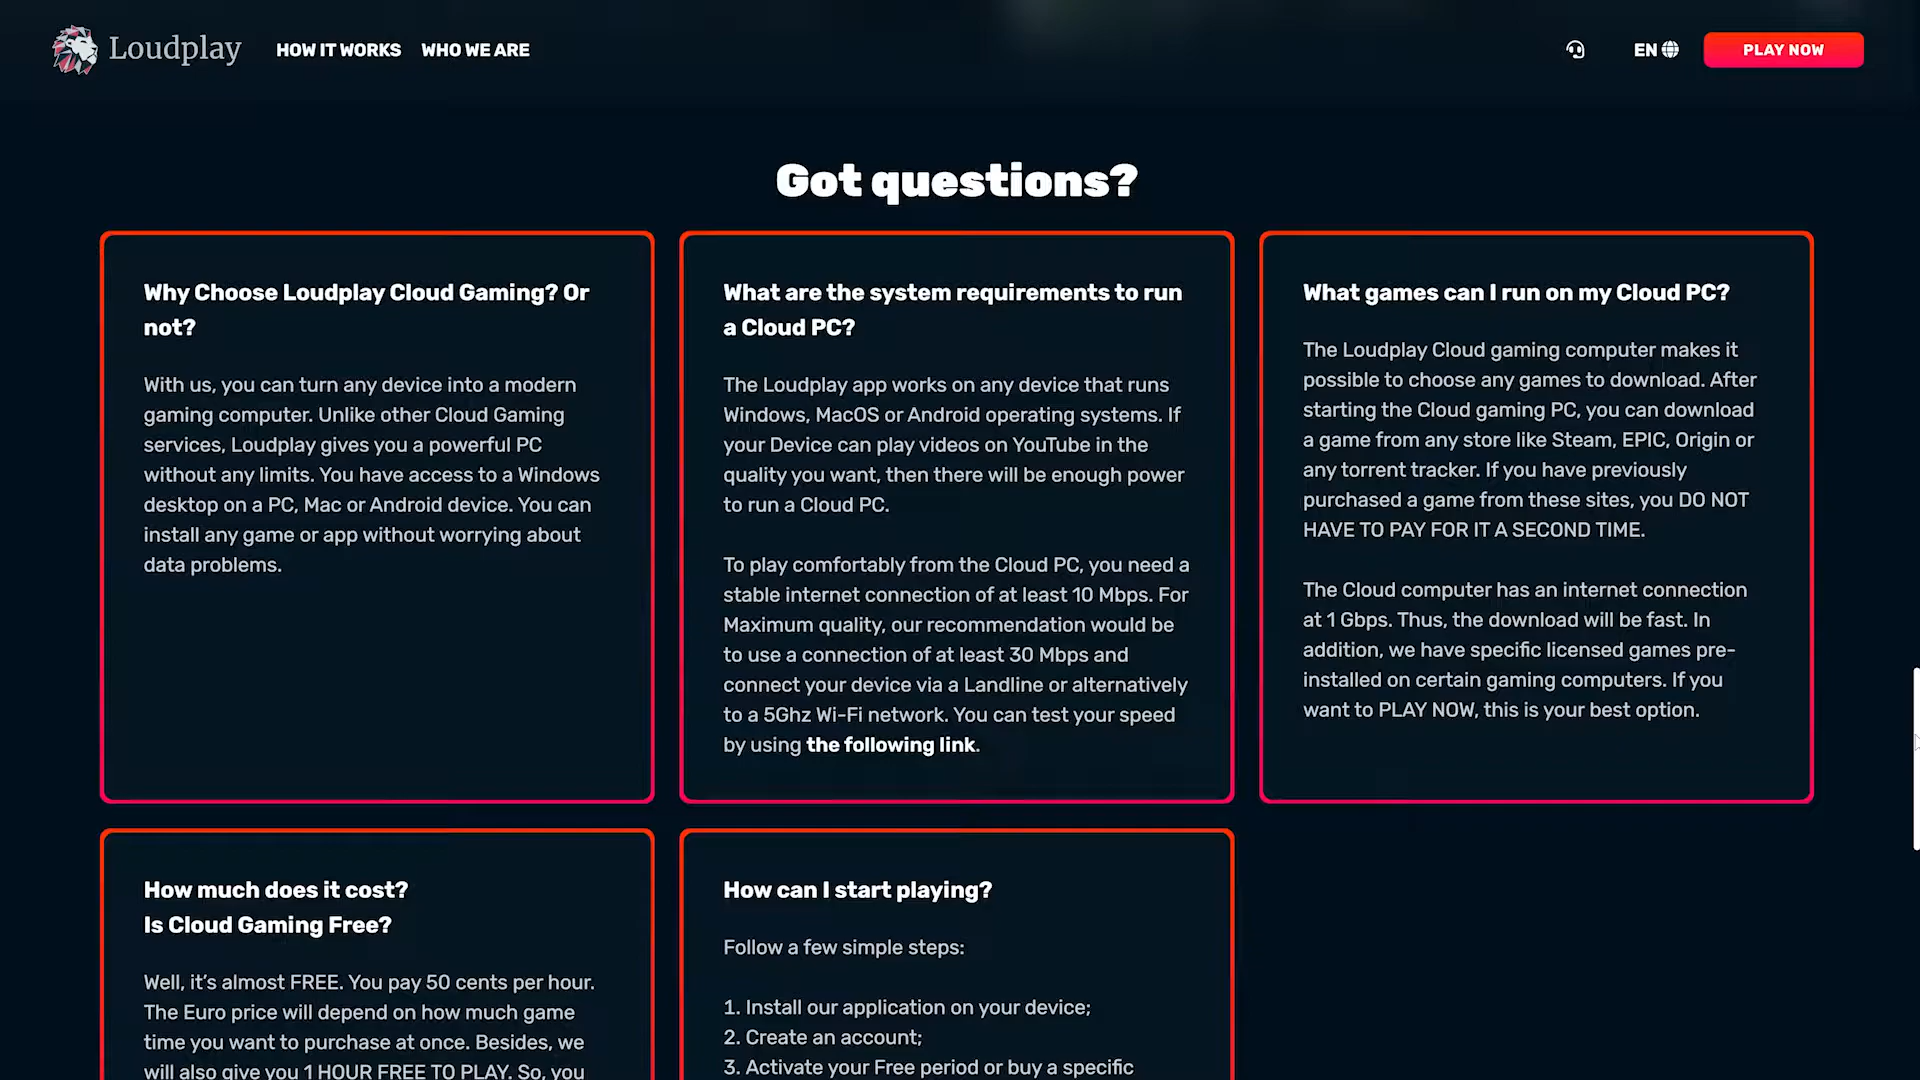 Loudplay
HOW IT WORKS
WHO WE ARE
EN
PLAY NOW
Got questions?
Why Choose Loudplay Cloud Gaming? Or
not?
With us, you can turn any device into a modern
gaming computer. Unlike other Cloud Gaming
services, Loudplay gives you a powerful PC
without any limits. You have access to a Windows
desktop on a PC, Mac or Android device. You can
install any game or app without worrying about
data problems.
What are the system requirements to run
a Cloud PC?
The Loudplay app works on any device that runs
Windows, MacOS or Android operating systems. If
your Device can play videos on YouTube in the
quality you want, then there will be enough power
to run a Cloud PC.
To play comfortably from the Cloud PC, you need a
stable internet connection of at least 10 Mbps. For
Maximum quality, our recommendation would be
to use a connection of at least 30 Mbps and
connect your device via a Landline or alternatively
to a 5Ghz Wi-Fi network. You can test your speed
by using the following link.
What games can I run on my Cloud PC?
The Loudplay Cloud gaming computer makes it
possible to choose any games to download. After
starting the Cloud gaming PC, you can download
a game from any store like Steam, EPIC, Origin or
any torrent tracker. If you have previously
purchased a game from these sites, you DO NOT
HAVE TO PAY FOR IT A SECOND TIME.
The Cloud computer has an internet connection
at 1 Gbps. Thus, the download will be fast. In
addition, we have specific licensed games pre-
installed on certain gaming computers. If you
want to PLAY NOW, this is your best option.
How much does it cost?
Is Cloud Gaming Free?
Well, it's almost FREE. You pay 50 cents per hour.
The Euro price will depend on how much game
time you want to purchase at once. Besides, we
will also give you 1 HOUR FREE TO PLAY. So, you
How can I start playing?
Follow a few simple steps:
1. Install our application on your device;
2. Create an account;
3. Activate your Free period or buy a specific